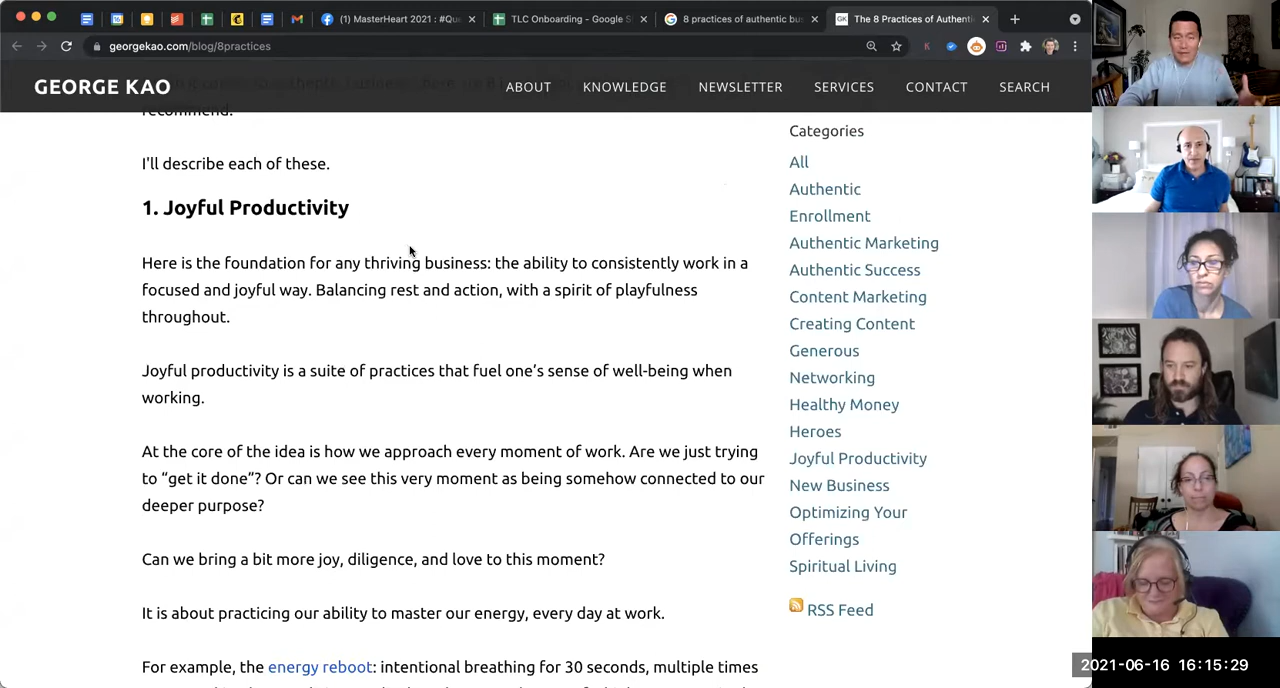 (1) MasterHeart 2021 : #Qu
TLC Onboarding - Google S
8 practices of authentic bus
GK The 8 Practices of Authenti
georgekao.com/blog/8practices
GEORGE KAO
ABOUT KNOWLEDGE NEWSLETTER SERVICES CONTACT SEARCH
recommend.
I'll describe each of these.
1. Joyful Productivity
Here is the foundation for any thriving business: the ability to consistently work in a
focused and joyful way. Balancing rest and action, with a spirit of playfulness
throughout.
Joyful productivity is a suite of practices that fuel one's sense of well-being when
working.
At the core of the idea is how we approach every moment of work. Are we just trying
to “get it done”? Or can we see this very moment as being somehow connected to our
deeper purpose?
Can we bring a bit more joy, diligence, and love to this moment?
It is about practicing our ability to master our energy, every day at work.
For example, the energy reboot: intentional breathing for 30 seconds, multiple times
Categories
All
Authentic
Enrollment
Authentic Marketing
Authentic Success
Content Marketing
Creating Content
Generous
Networking
Healthy Money
Heroes
Joyful Productivity
New Business
Optimizing Your
Offerings
Spiritual Living
RSS Feed
2021-06-16 16:15:29